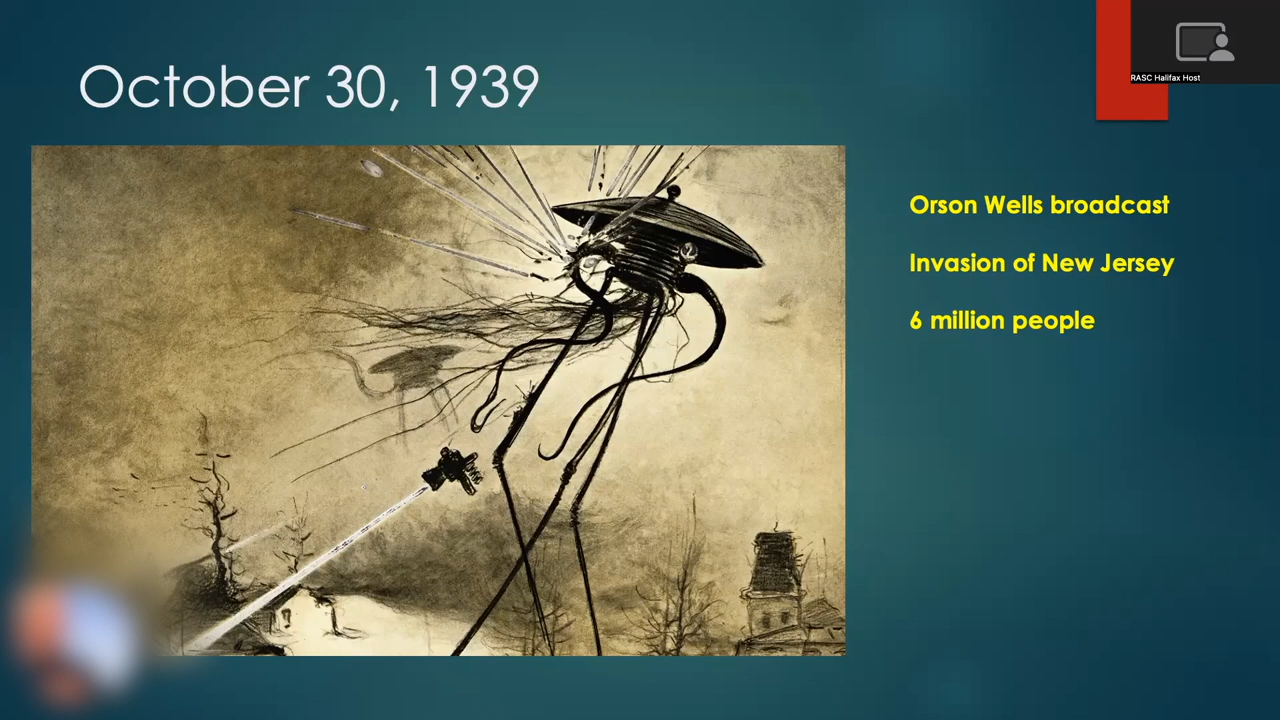 October 30, 1939
RASC Halifax Host
Orson Wells broadcast
Invasion of New Jersey
6 million people